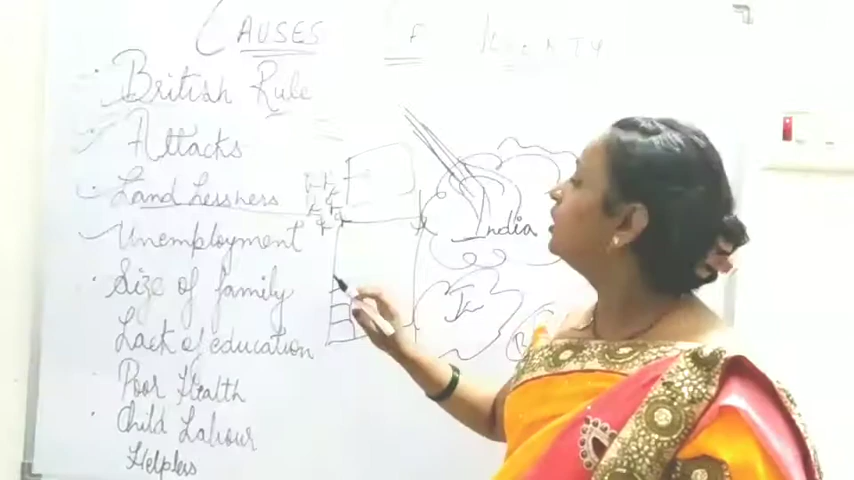 CAUSES OF POVERTY
British Rule
Attacks
Land Lessness
Unemployment
Size of family
Lack of education
Poor Health
Child Labour
Helpless
India
In